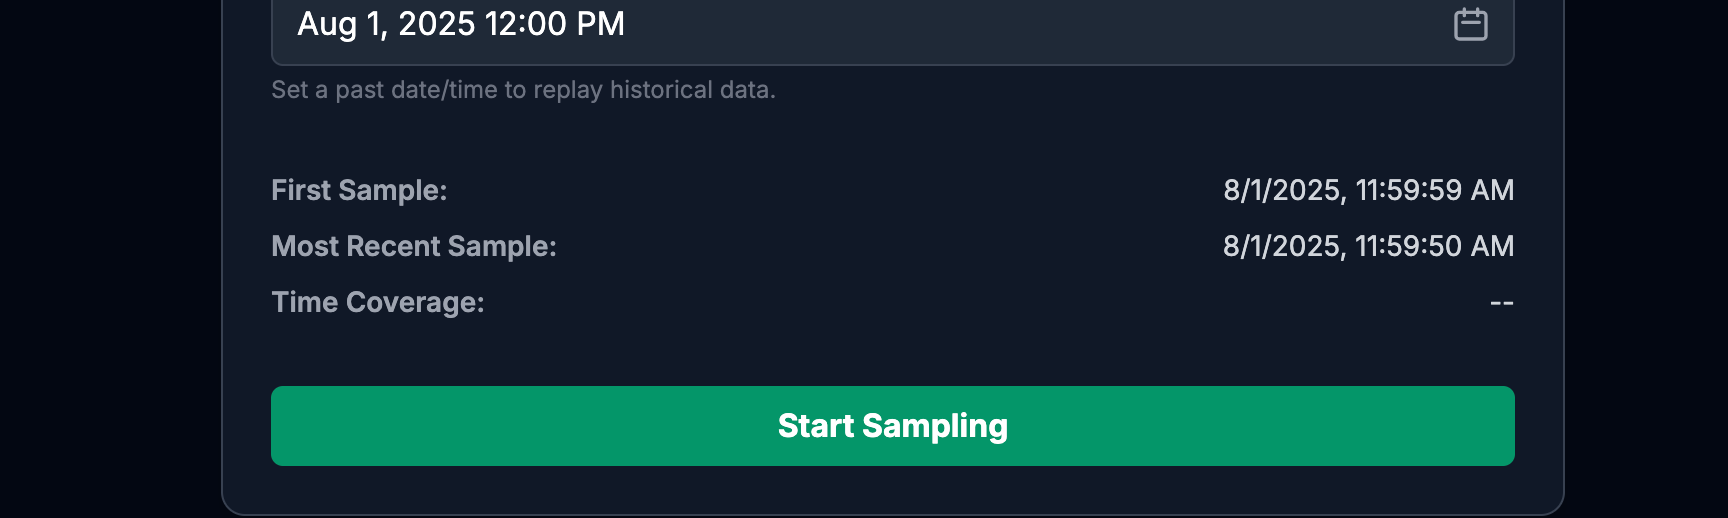 Aug 1, 2025 12:00 PM
Set a past date/time to replay historical data.
First Sample: 8/1/2025, 11:59:59 AM
Most Recent Sample: 8/1/2025, 11:59:50 AM
Time Coverage: --
Start Sampling